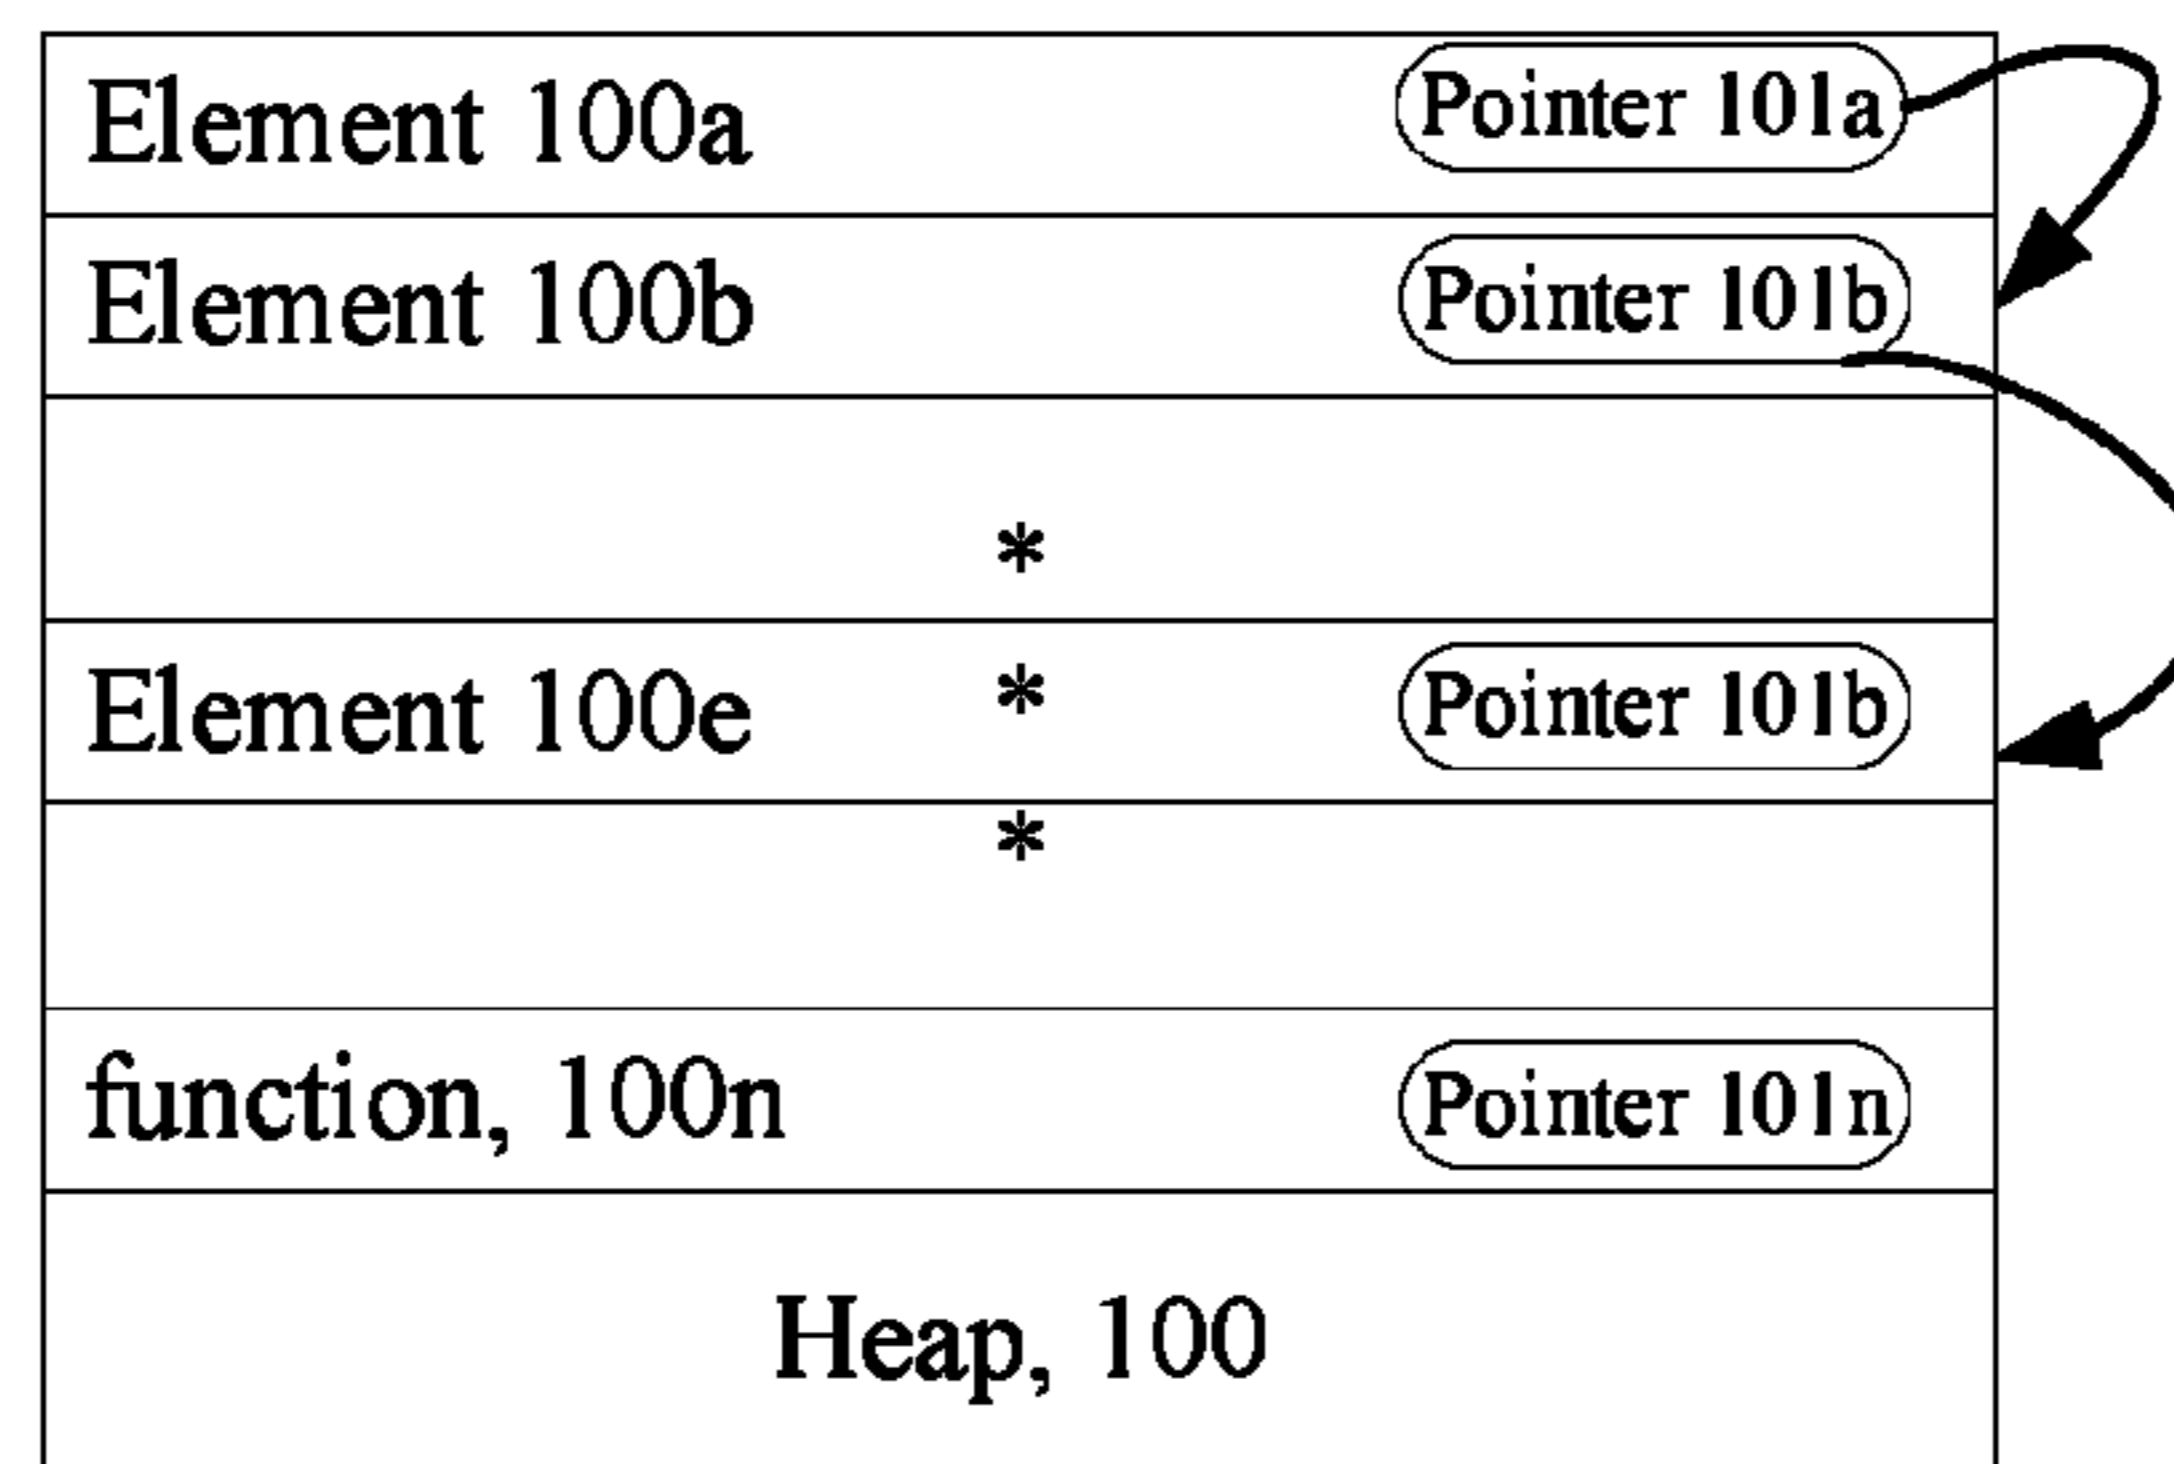 Element 100a Pointer 101a
Element 100b Pointer 101b
*
Element 100e * Pointer 101b
*
function, 100n Pointer 101n
Heap, 100